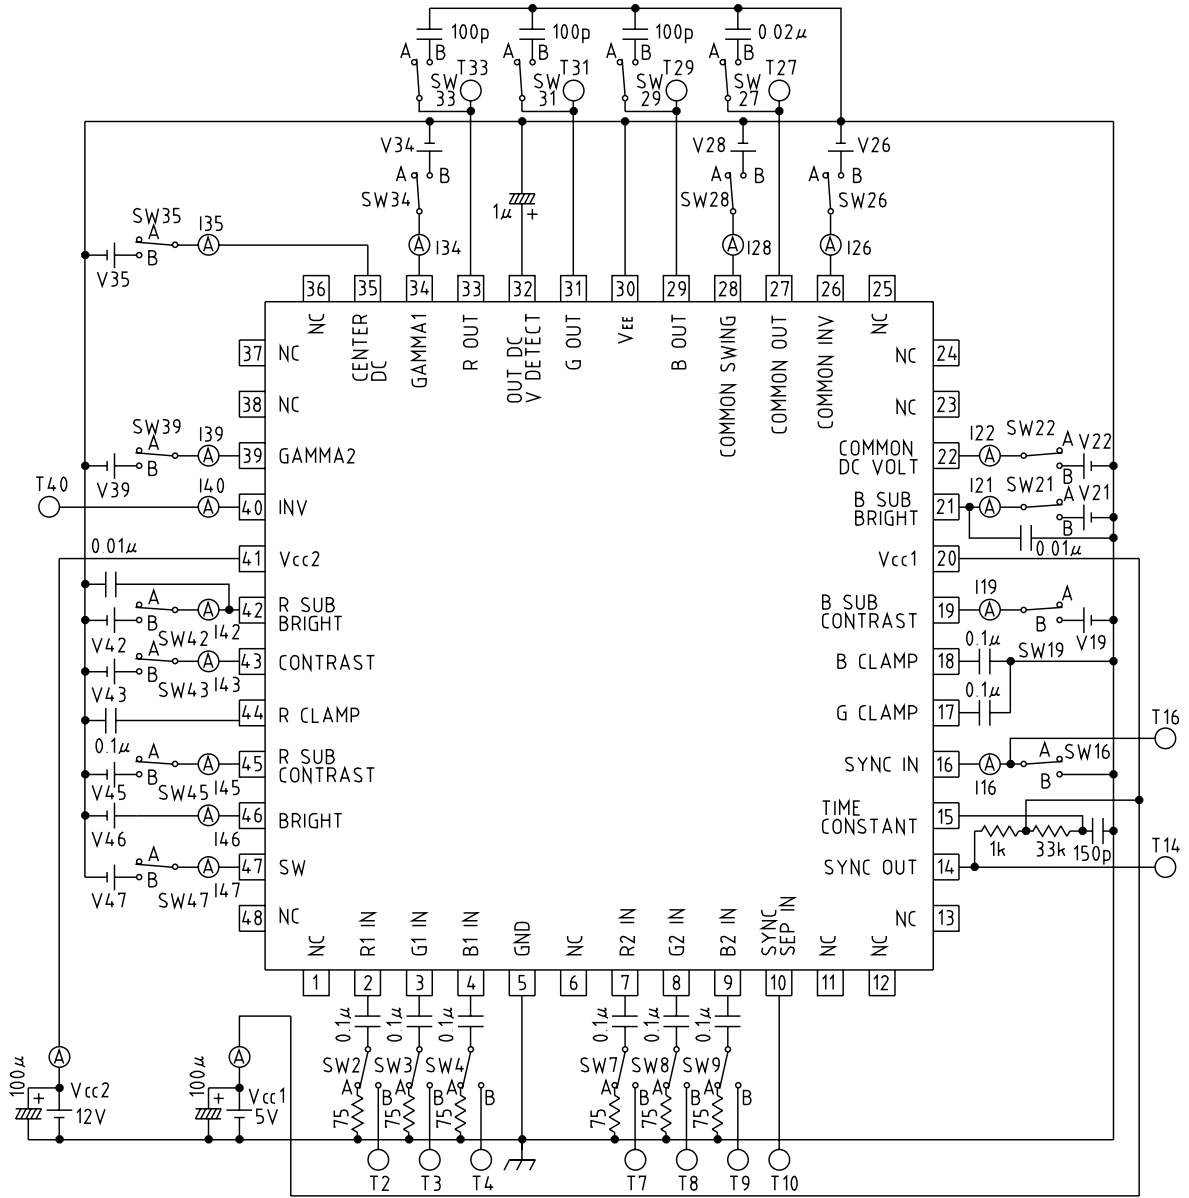 100p
100p
100p
0.02μ
A B
A B
A B
A B
SW 33
T33
SW 31
T31
SW 29
T29
SW 27
T27
V34
V28
V26
A B
A B
A B
SW34
SW28
SW26
1μ
+
A I34
A I28
A I26
SW35
A
B
I35
A
V35
36 35 34 33 32 31 30 29 28 27 26 25
NC
CENTER
DC
GAMMA1
R OUT
OUT DC
V DETECT
G OUT
VEE
B OUT
COMMON SWING
COMMON OUT
COMMON INV
NC
37 NC
38 NC
SW39
A
B
I39
A
39 GAMMA2
V39
T40
I40
A
40 INV
41 Vcc2
0.01μ
A
B
A
42 R SUB
BRIGHT
V42
SW42
I42
A
B
A
43 CONTRAST
V43
SW43
I43
44 R CLAMP
0.1μ
A
B
A
45 R SUB
CONTRAST
V45
SW45
I45
A
46 BRIGHT
V46
I46
A
B
A
47 SW
V47
SW47
I47
48 NC
NC 24
NC 23
COMMON
DC VOLT
22
I22
A
SW22
A
B
V22
B SUB
BRIGHT
21
I21
A
SW21
A
B
V21
0.01μ
Vcc1 20
B SUB
CONTRAST
19
I19
A
A
B
V19
SW19
B CLAMP 18
0.1μ
G CLAMP 17
0.1μ
T16
SYNC IN 16
A
I16
A
B
SW16
TIME
CONSTANT
15
1k
33k
150p
T14
SYNC OUT 14
NC 13
NC
R1 IN
G1 IN
B1 IN
GND
NC
R2 IN
G2 IN
B2 IN
SYNC
SEP IN
NC
NC
1 2 3 4 5 6 7 8 9 10 11 12
0.1μ
0.1μ
0.1μ
0.1μ
0.1μ
0.1μ
SW2
SW3
SW4
SW7
SW8
SW9
A B
A B
A B
A B
A B
A B
75
75
75
75
75
75
T2
T3
T4
T7
T8
T9
T10
A
100μ
+
Vcc2
12V
A
100μ
+
Vcc1
5V